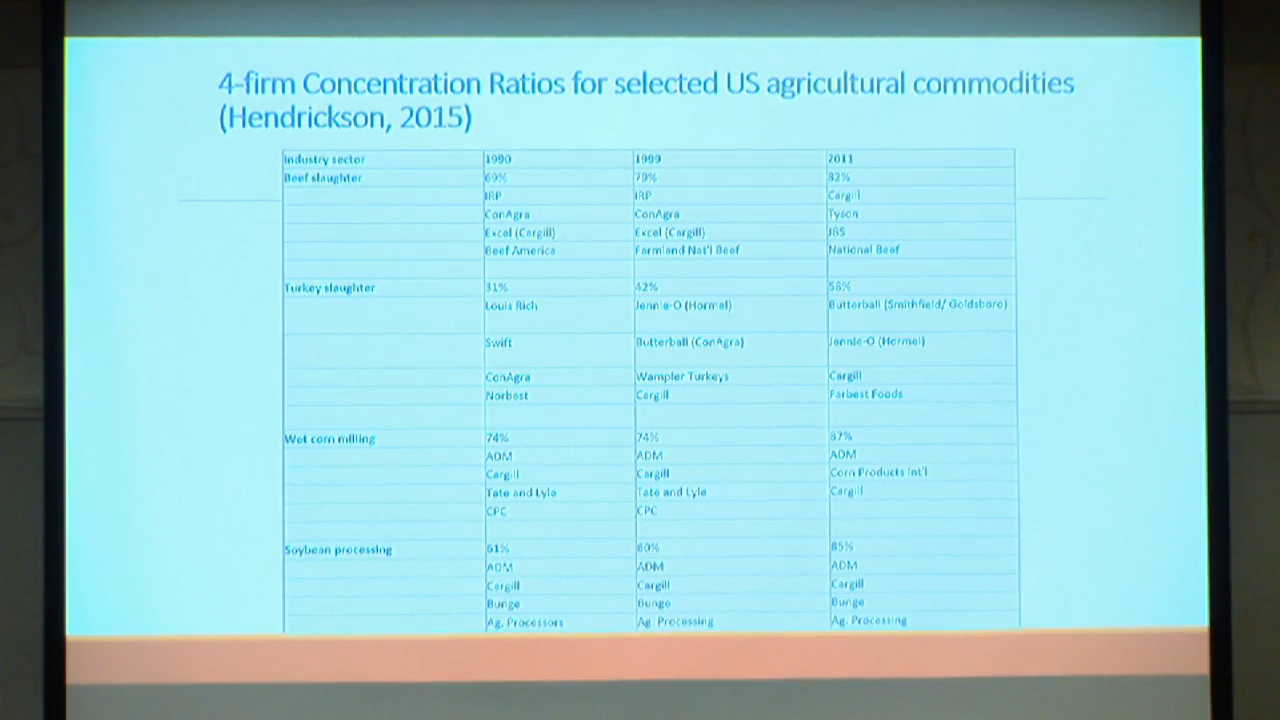 4-firm Concentration Ratios for selected US agricultural commodities
(Hendrickson, 2015)
Industry sector 1990 1999 2011
Beef slaughter 69% 79% 82%
IRP IRP Cargill
ConAgra ConAgra Tyson
Excel (Cargill) Excel (Cargill) JBS
Beef America Farmland Nat'l Beef National Beef
Turkey slaughter 31% 42% 58%
Louis Rich Jennie-O (Hormel) Butterball (Smithfield/ Goldsboro)
Swift Butterball (ConAgra) Jennie-O (Hormel)
ConAgra Wampler Turkeys Cargill
Norbest Cargill Farbest Foods
Wet corn milling 74% 74% 87%
ADM ADM ADM
Cargill Cargill Corn Products Int'l
Tate and Lyle Tate and Lyle Cargill
CPC CPC
Soybean processing 61% 80% 85%
ADM ADM ADM
Cargill Cargill Cargill
Bunge Bunge Bunge
Ag. Processors Ag. Processing Ag. Processing